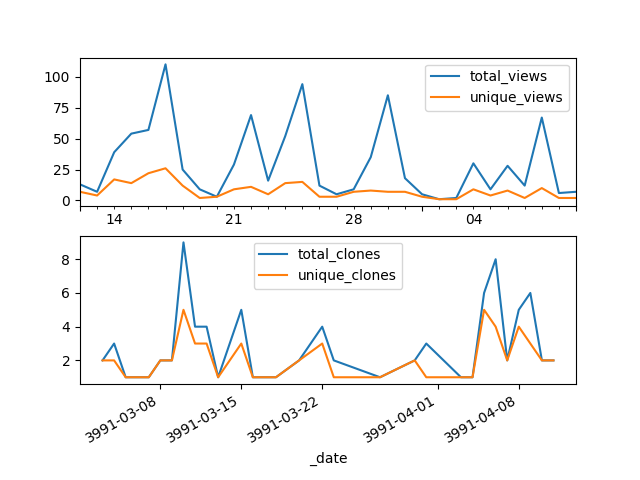 100
75
50
25
0
total_views
unique_views
14 21 28 04
8
6
4
2
total_clones
unique_clones
3991-03-08 3991-03-15 3991-03-22 3991-04-01 3991-04-08
_date